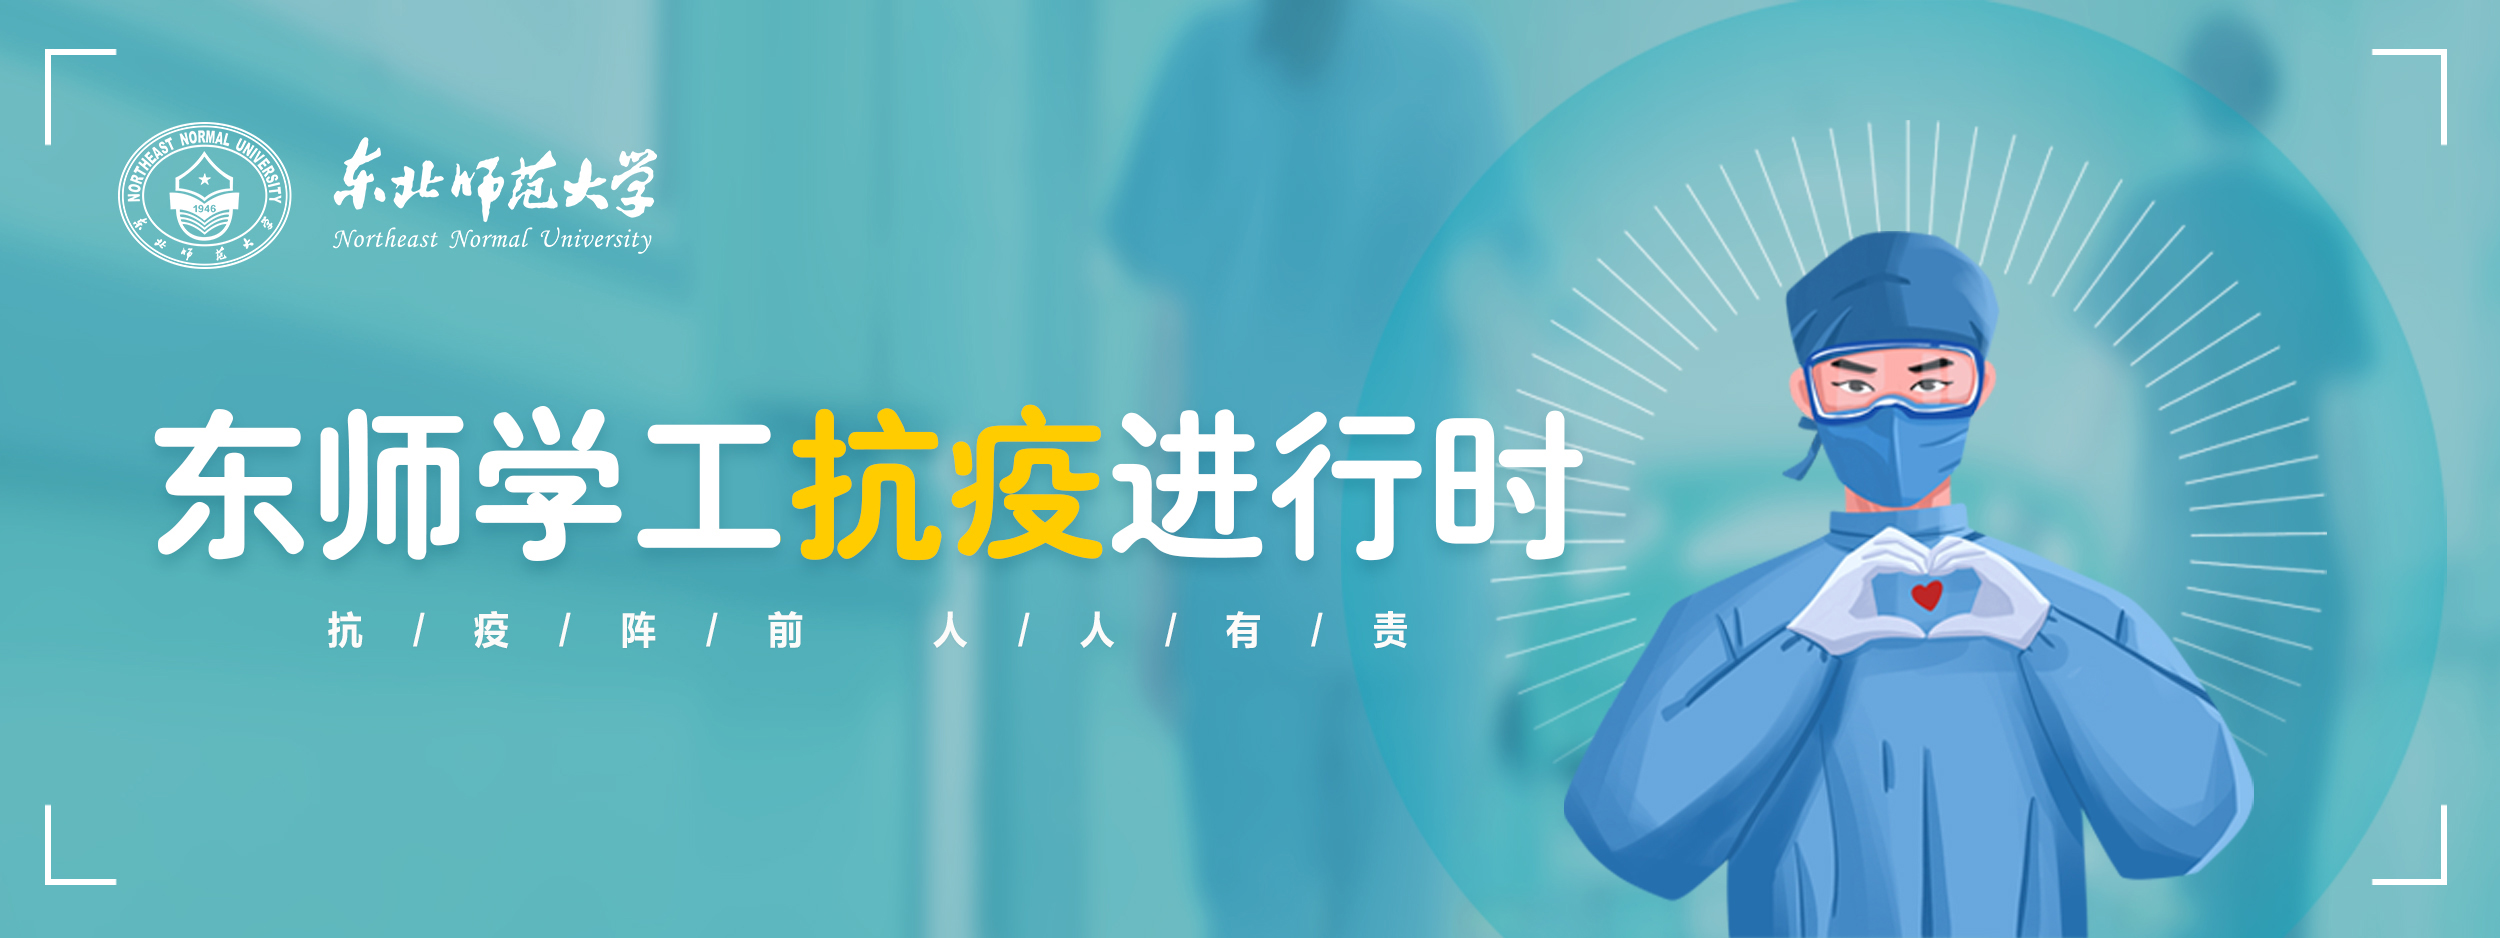 NORTHEAST NORMAL UNIVERSITY
1946
东北师范大学
东北师范大学
Northeast Normal University
东师学工抗疫进行时
抗 / 疫 / 阵 / 前 人 / 人 / 有 / 责